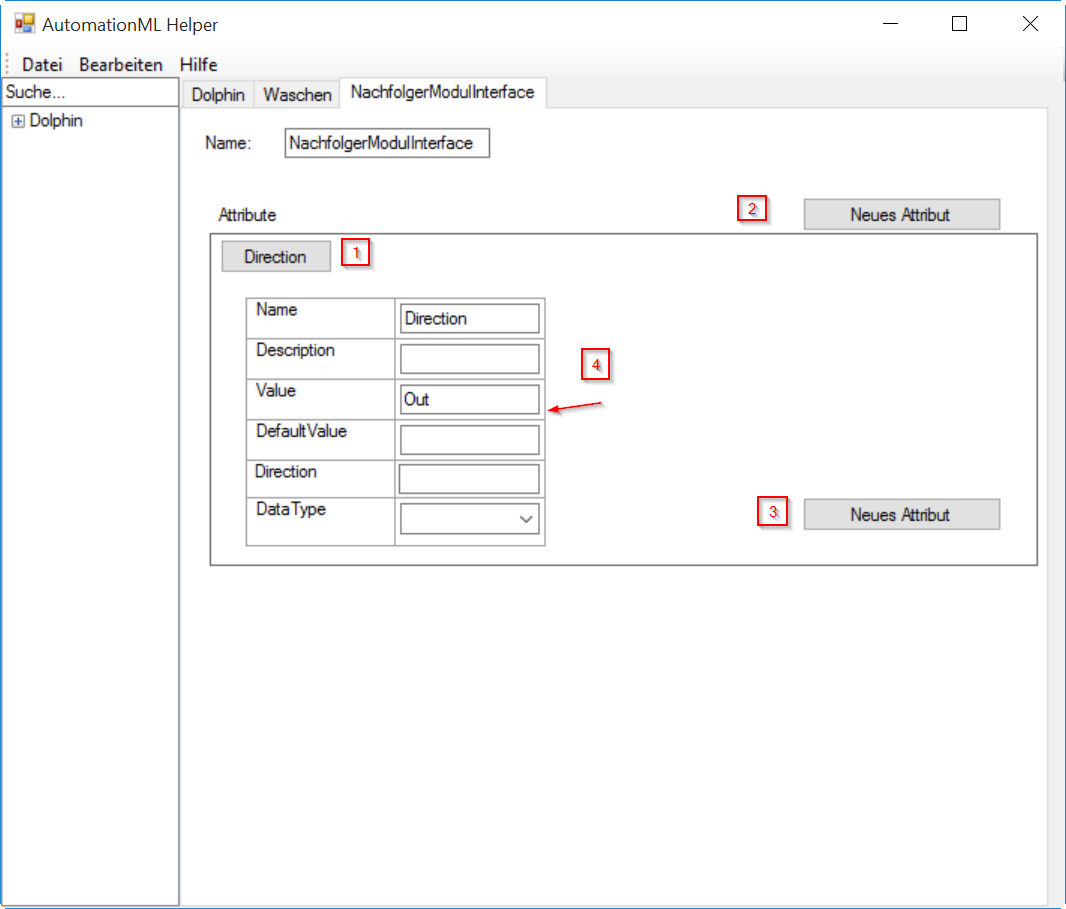 AutomationML Helper
Datei Bearbeiten Hilfe
Suche...
Dolphin
Dolphin Waschen NachfolgerModulInterface
Name: NachfolgerModulInterface
Attribute
2
Neues Attribut
Direction
1
Name Direction
Description
4
Value Out
DefaultValue
Direction
DataType
3
Neues Attribut